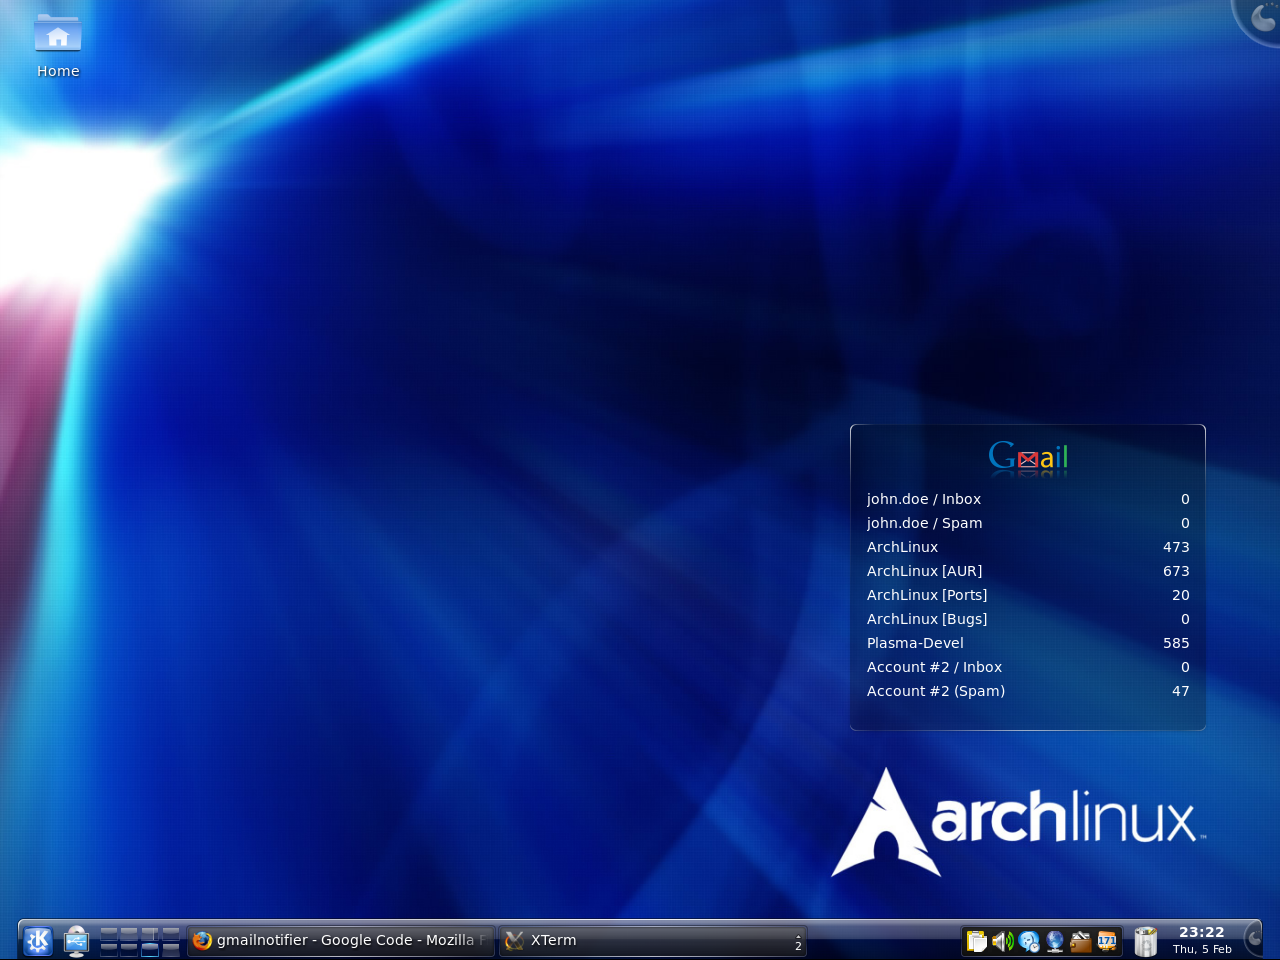 Home
Gmail
john.doe / Inbox 0
john.doe / Spam 0
ArchLinux 473
ArchLinux [AUR] 673
ArchLinux [Ports] 20
ArchLinux [Bugs] 0
Plasma-Devel 585
Account #2 / Inbox 0
Account #2 (Spam) 47
archlinux™
gmailnotifier - Google Code - Mozilla F
XTerm 2
171
23:22
Thu, 5 Feb